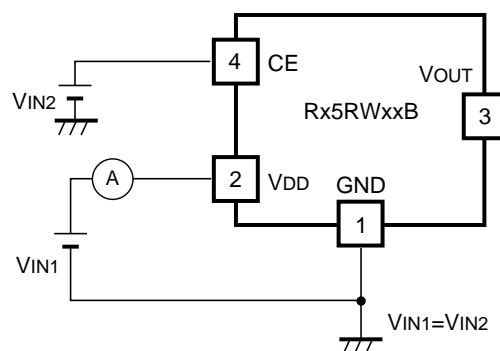 4 CE
VOUT
VIN2
Rx5RWxxB
3
A
2 VDD
GND
1
VIN1
VIN1=VIN2